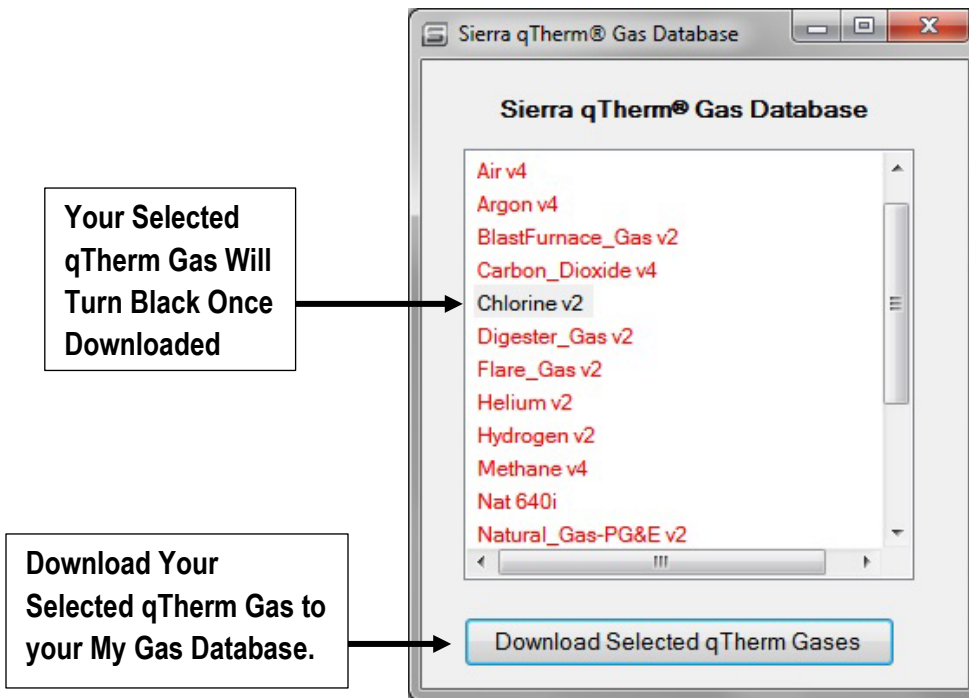 Sierra qTherm® Gas Database
Sierra qTherm® Gas Database
Air v4
Argon v4
BlastFurnace_Gas v2
Carbon_Dioxide v4
Chlorine v2
Digester_Gas v2
Flare_Gas v2
Helium v2
Hydrogen v2
Methane v4
Nat 640i
Natural_Gas-PG&E v2
Download Selected qTherm Gases
Your Selected
qTherm Gas Will
Turn Black Once
Downloaded
Download Your
Selected qTherm Gas to
your My Gas Database.